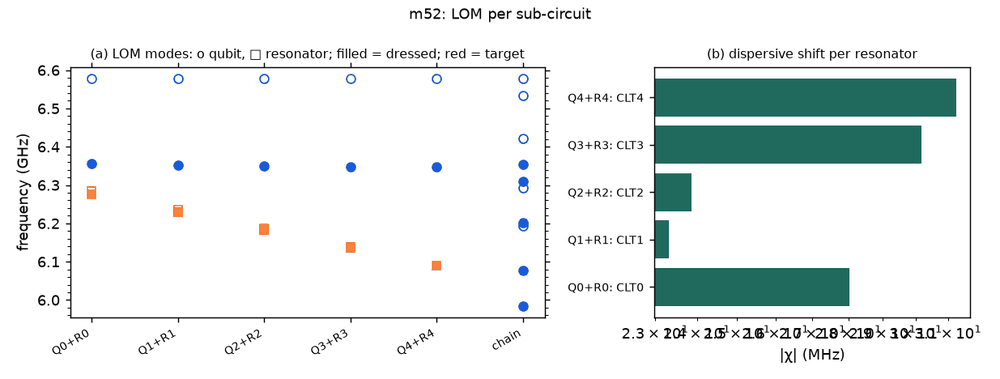 m52: LOM per sub-circuit
(a) LOM modes: o qubit, □ resonator; filled = dressed; red = target
frequency (GHz)
6.6
6.5
6.4
6.3
6.2
6.1
6.0
Q0+R0
Q1+R1
Q2+R2
Q3+R3
Q4+R4
chain
(b) dispersive shift per resonator
Q4+R4: CLT4
Q3+R3: CLT3
Q2+R2: CLT2
Q1+R1: CLT1
Q0+R0: CLT0
2.3 × 10
|χ| (MHz)